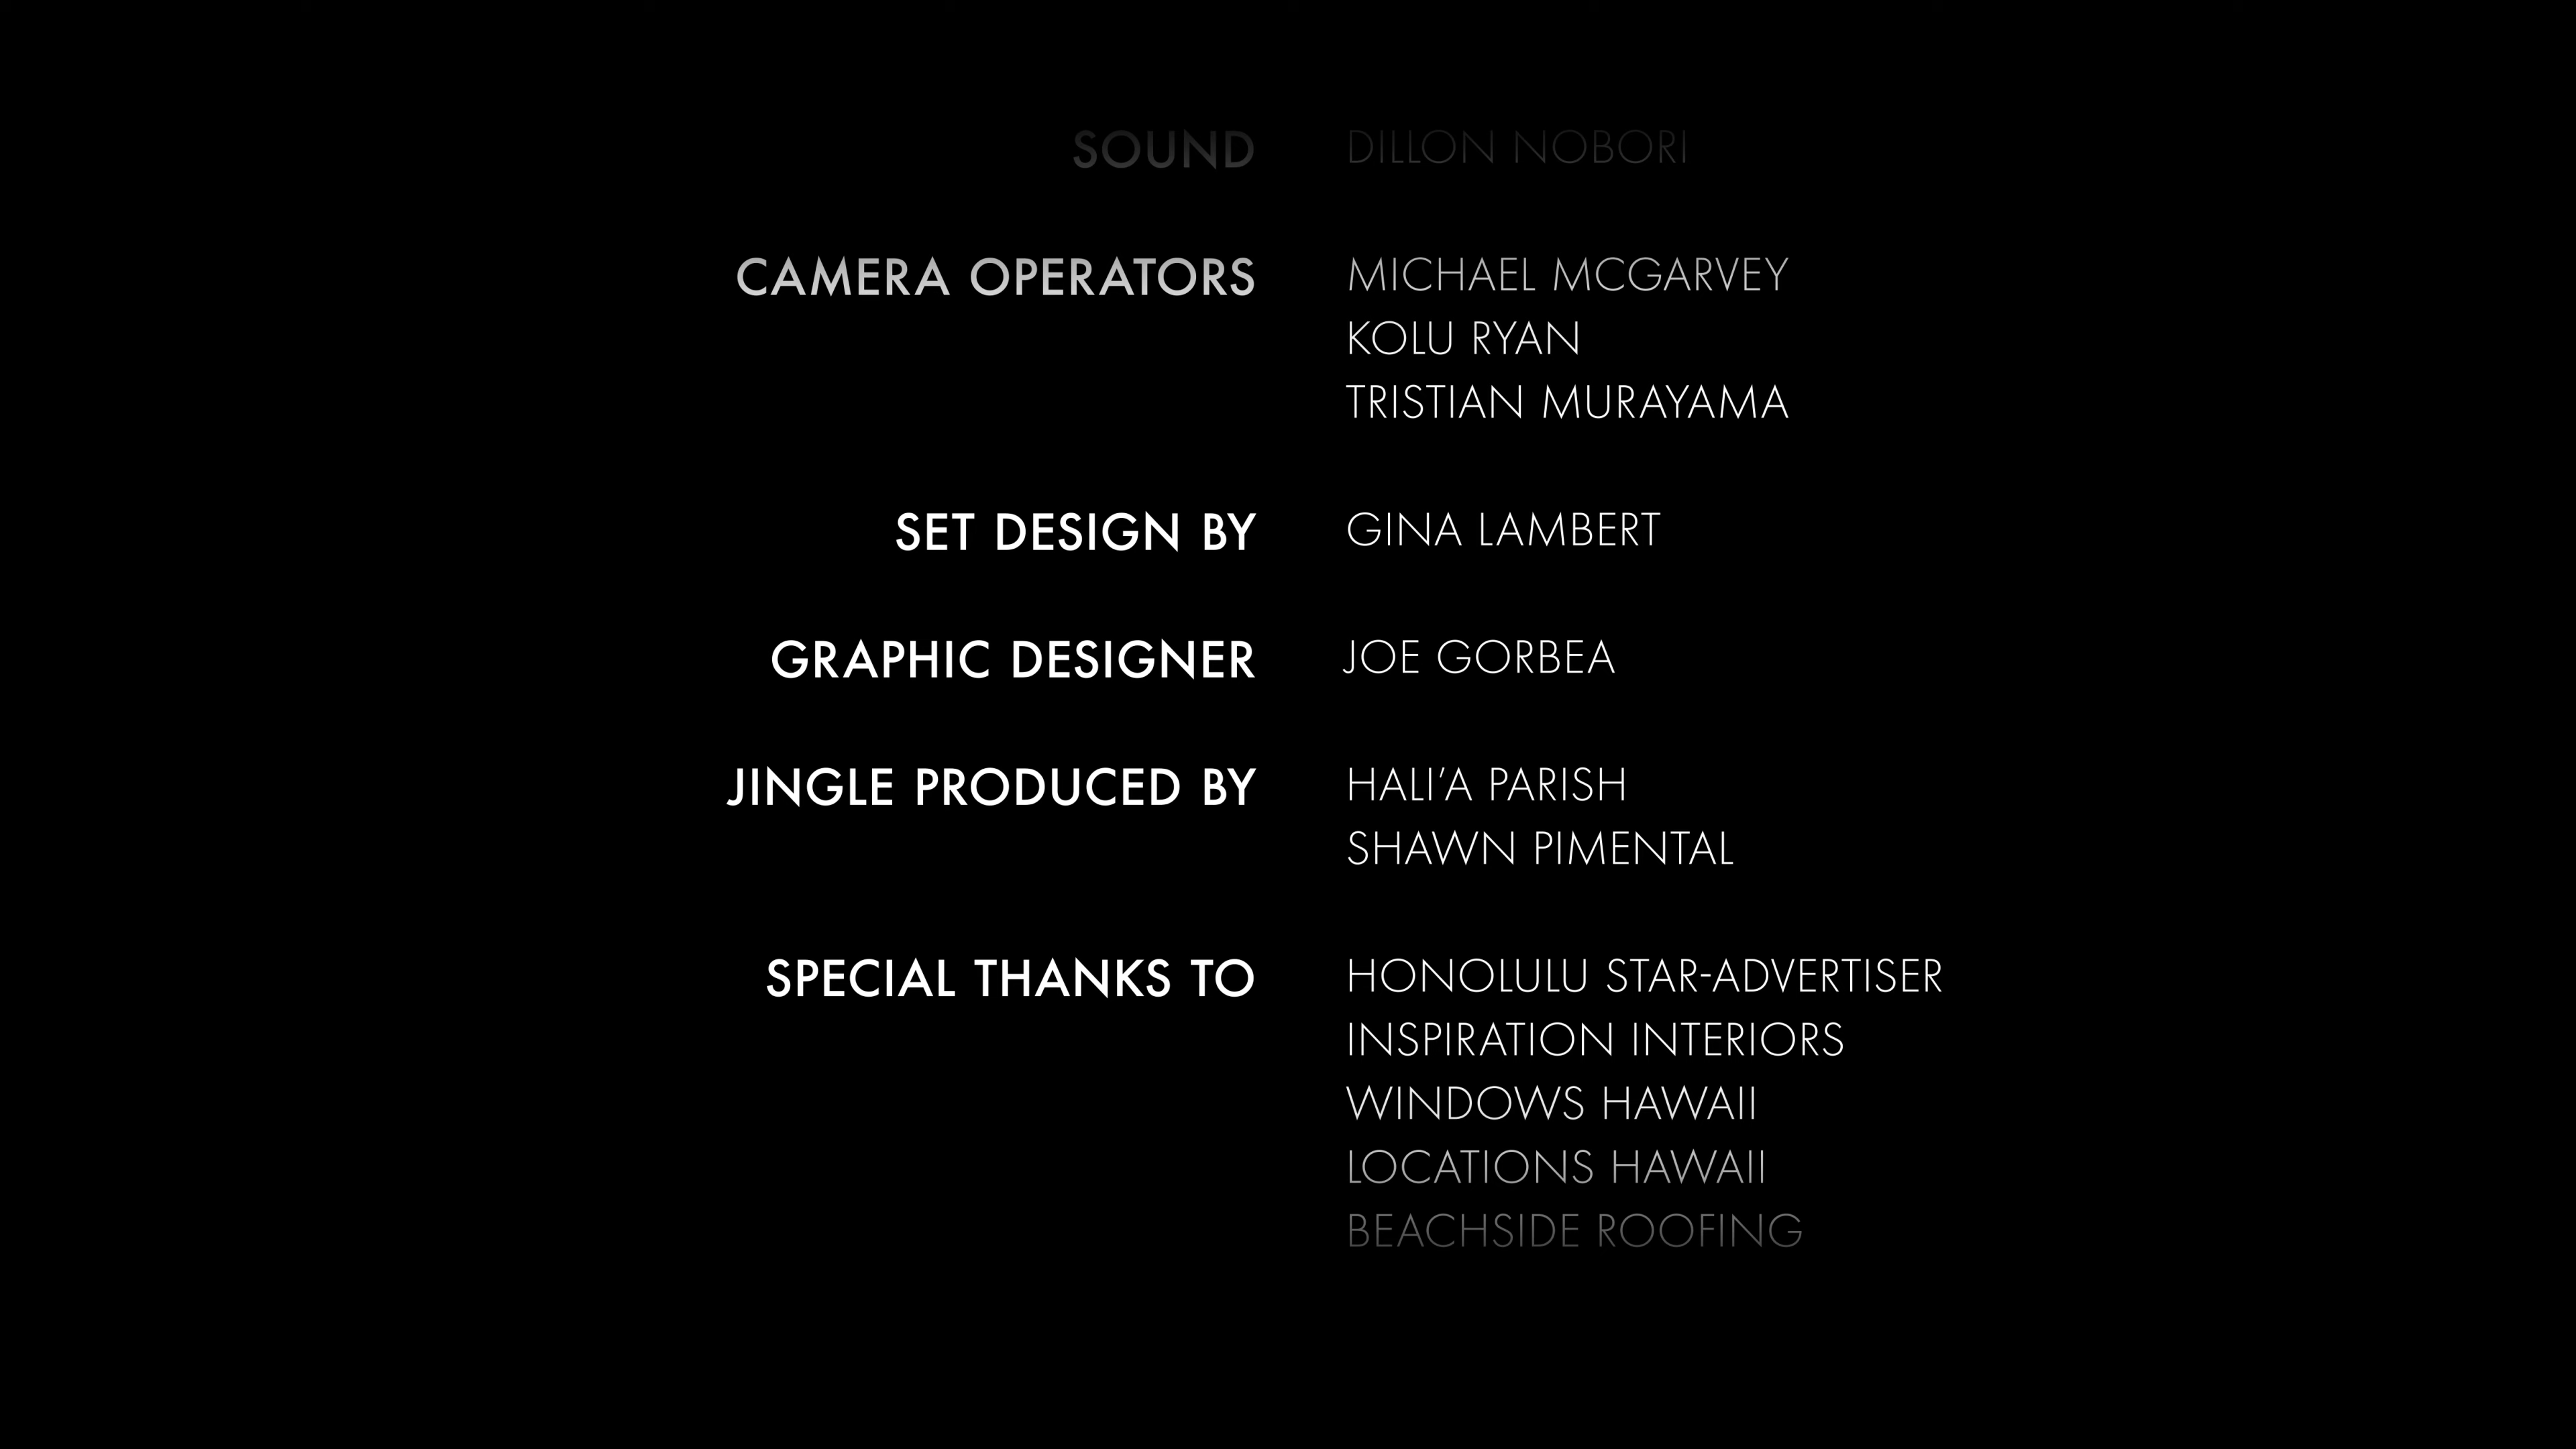 SOUND DILLON NOBORI
CAMERA OPERATORS MICHAEL MCGARVEY
KOLU RYAN
TRISTIAN MURAYAMA
SET DESIGN BY GINA LAMBERT
GRAPHIC DESIGNER JOE GORBEA
JINGLE PRODUCED BY HALI’A PARISH
SHAWN PIMENTAL
SPECIAL THANKS TO HONOLULU STAR-ADVERTISER
INSPIRATION INTERIORS
WINDOWS HAWAII
LOCATIONS HAWAII
BEACHSIDE ROOFING